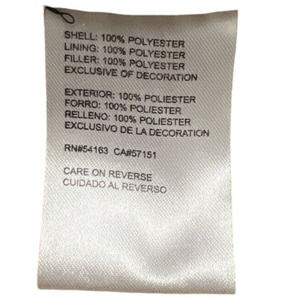 SHELL: 100% POLYESTER
LINING: 100% POLYESTER
FILLER: 100% POLYESTER
EXCLUSIVE OF DECORATION
EXTERIOR: 100% POLIESTER
FORRO: 100% POLIESTER
RELLENO: 100% POLIESTER
EXCLUSIVO DE LA DECORATION
RN#54163 CA#57151
CARE ON REVERSE
CUIDADO AL REVERSO